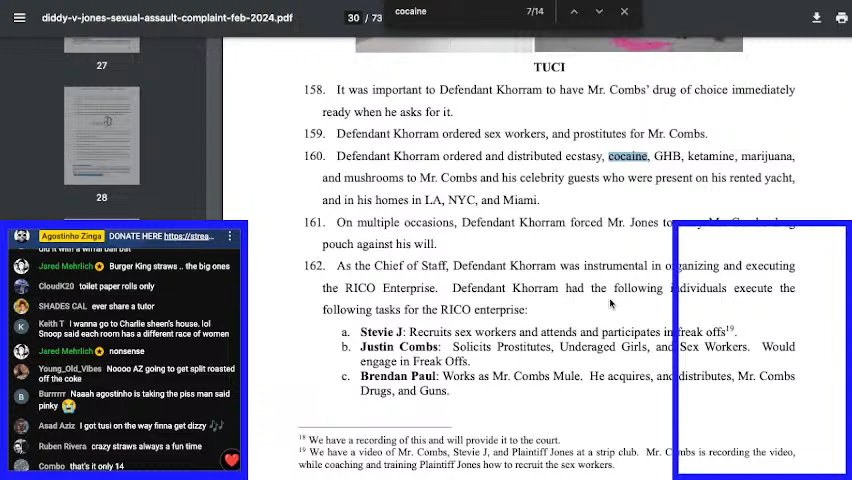 diddy-v-jones-sexual-assault-complaint-feb-2024.pdf
30 / 73
cocaine
7/14
27
28
TUCI
158. It was important to Defendant Khorram to have Mr. Combs' drug of choice immediately
ready when he asks for it.
159. Defendant Khorram ordered sex workers, and prostitutes for Mr. Combs.
160. Defendant Khorram ordered and distributed ecstasy, cocaine, GHB, ketamine, marijuana,
and mushrooms to Mr. Combs and his celebrity guests who were present on his rented yacht,
and in his homes in LA, NYC, and Miami.
161. On multiple occasions, Defendant Khorram forced Mr. Jones to
pouch against his will.
162. As the Chief of Staff, Defendant Khorram was instrumental in organizing and executing
the RICO Enterprise. Defendant Khorram had the following individuals execute the
following tasks for the RICO enterprise:
a. Stevie J: Recruits sex workers and attends and participates in freak offs19.
b. Justin Combs: Solicits Prostitutes, Underaged Girls, and Sex Workers. Would
engage in Freak Offs.
c. Brendan Paul: Works as Mr. Combs Mule. He acquires, and distributes, Mr. Combs
Drugs, and Guns.
18 We have a recording of this and will provide it to the court.
19 We have a video of Mr. Combs, Stevie J, and Plaintiff Jones at a strip club. Mr. Combs is recording the video,
while coaching and training Plaintiff Jones how to recruit the sex workers.
Agostinho Zinga DONATE HERE https://strea...
Jared Mehrlich Burger King straws .. the big ones
CloudK20 toilet paper rolls only
SHADES CAL ever share a tutor
K Keith T I wanna go to Charlie sheen's house. lol
Snoop said each room has a different race of women
Jared Mehrlich nonsense
Young_Old_Vibes Noooo AZ going to get split roasted
off the coke
B Burrrrr Naaah agostinho is taking the piss man said
pinky 😭
Asad Aziz I got tusi on the way finna get dizzy 🎶
Ruben Rivera crazy straws always a fun time
Combo that's it only 14